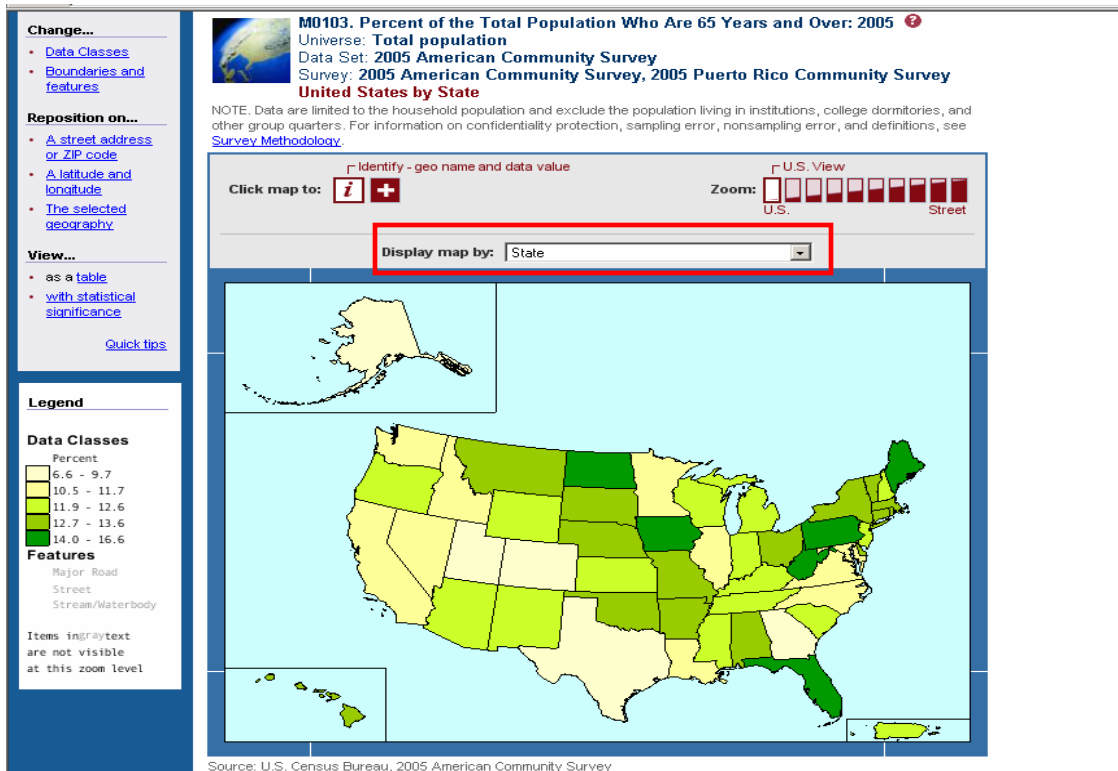 Change...
• Data Classes
• Boundaries and
features
Reposition on...
• A street address
or ZIP code
• A latitude and
longitude
• The selected
geography
View...
• as a table
• with statistical
significance
Quick tips
Legend
Data Classes
Percent
6.6 - 9.7
10.5 - 11.7
11.9 - 12.6
12.7 - 13.6
14.0 - 16.6
Features
Major Road
Street
Stream/Waterbody
Items ingraytext
are not visible
at this zoom level
M0103. Percent of the Total Population Who Are 65 Years and Over: 2005 ?
Universe: Total population
Data Set: 2005 American Community Survey
Survey: 2005 American Community Survey, 2005 Puerto Rico Community Survey
United States by State
NOTE. Data are limited to the household population and exclude the population living in institutions, college dormitories, and
other group quarters. For information on confidentiality protection, sampling error, nonsampling error, and definitions, see
Survey Methodology.
Identify - geo name and data value
Click map to: i
U.S. View
Zoom:
U.S. Street
Display map by: State
Source: U.S. Census Bureau, 2005 American Community Survey